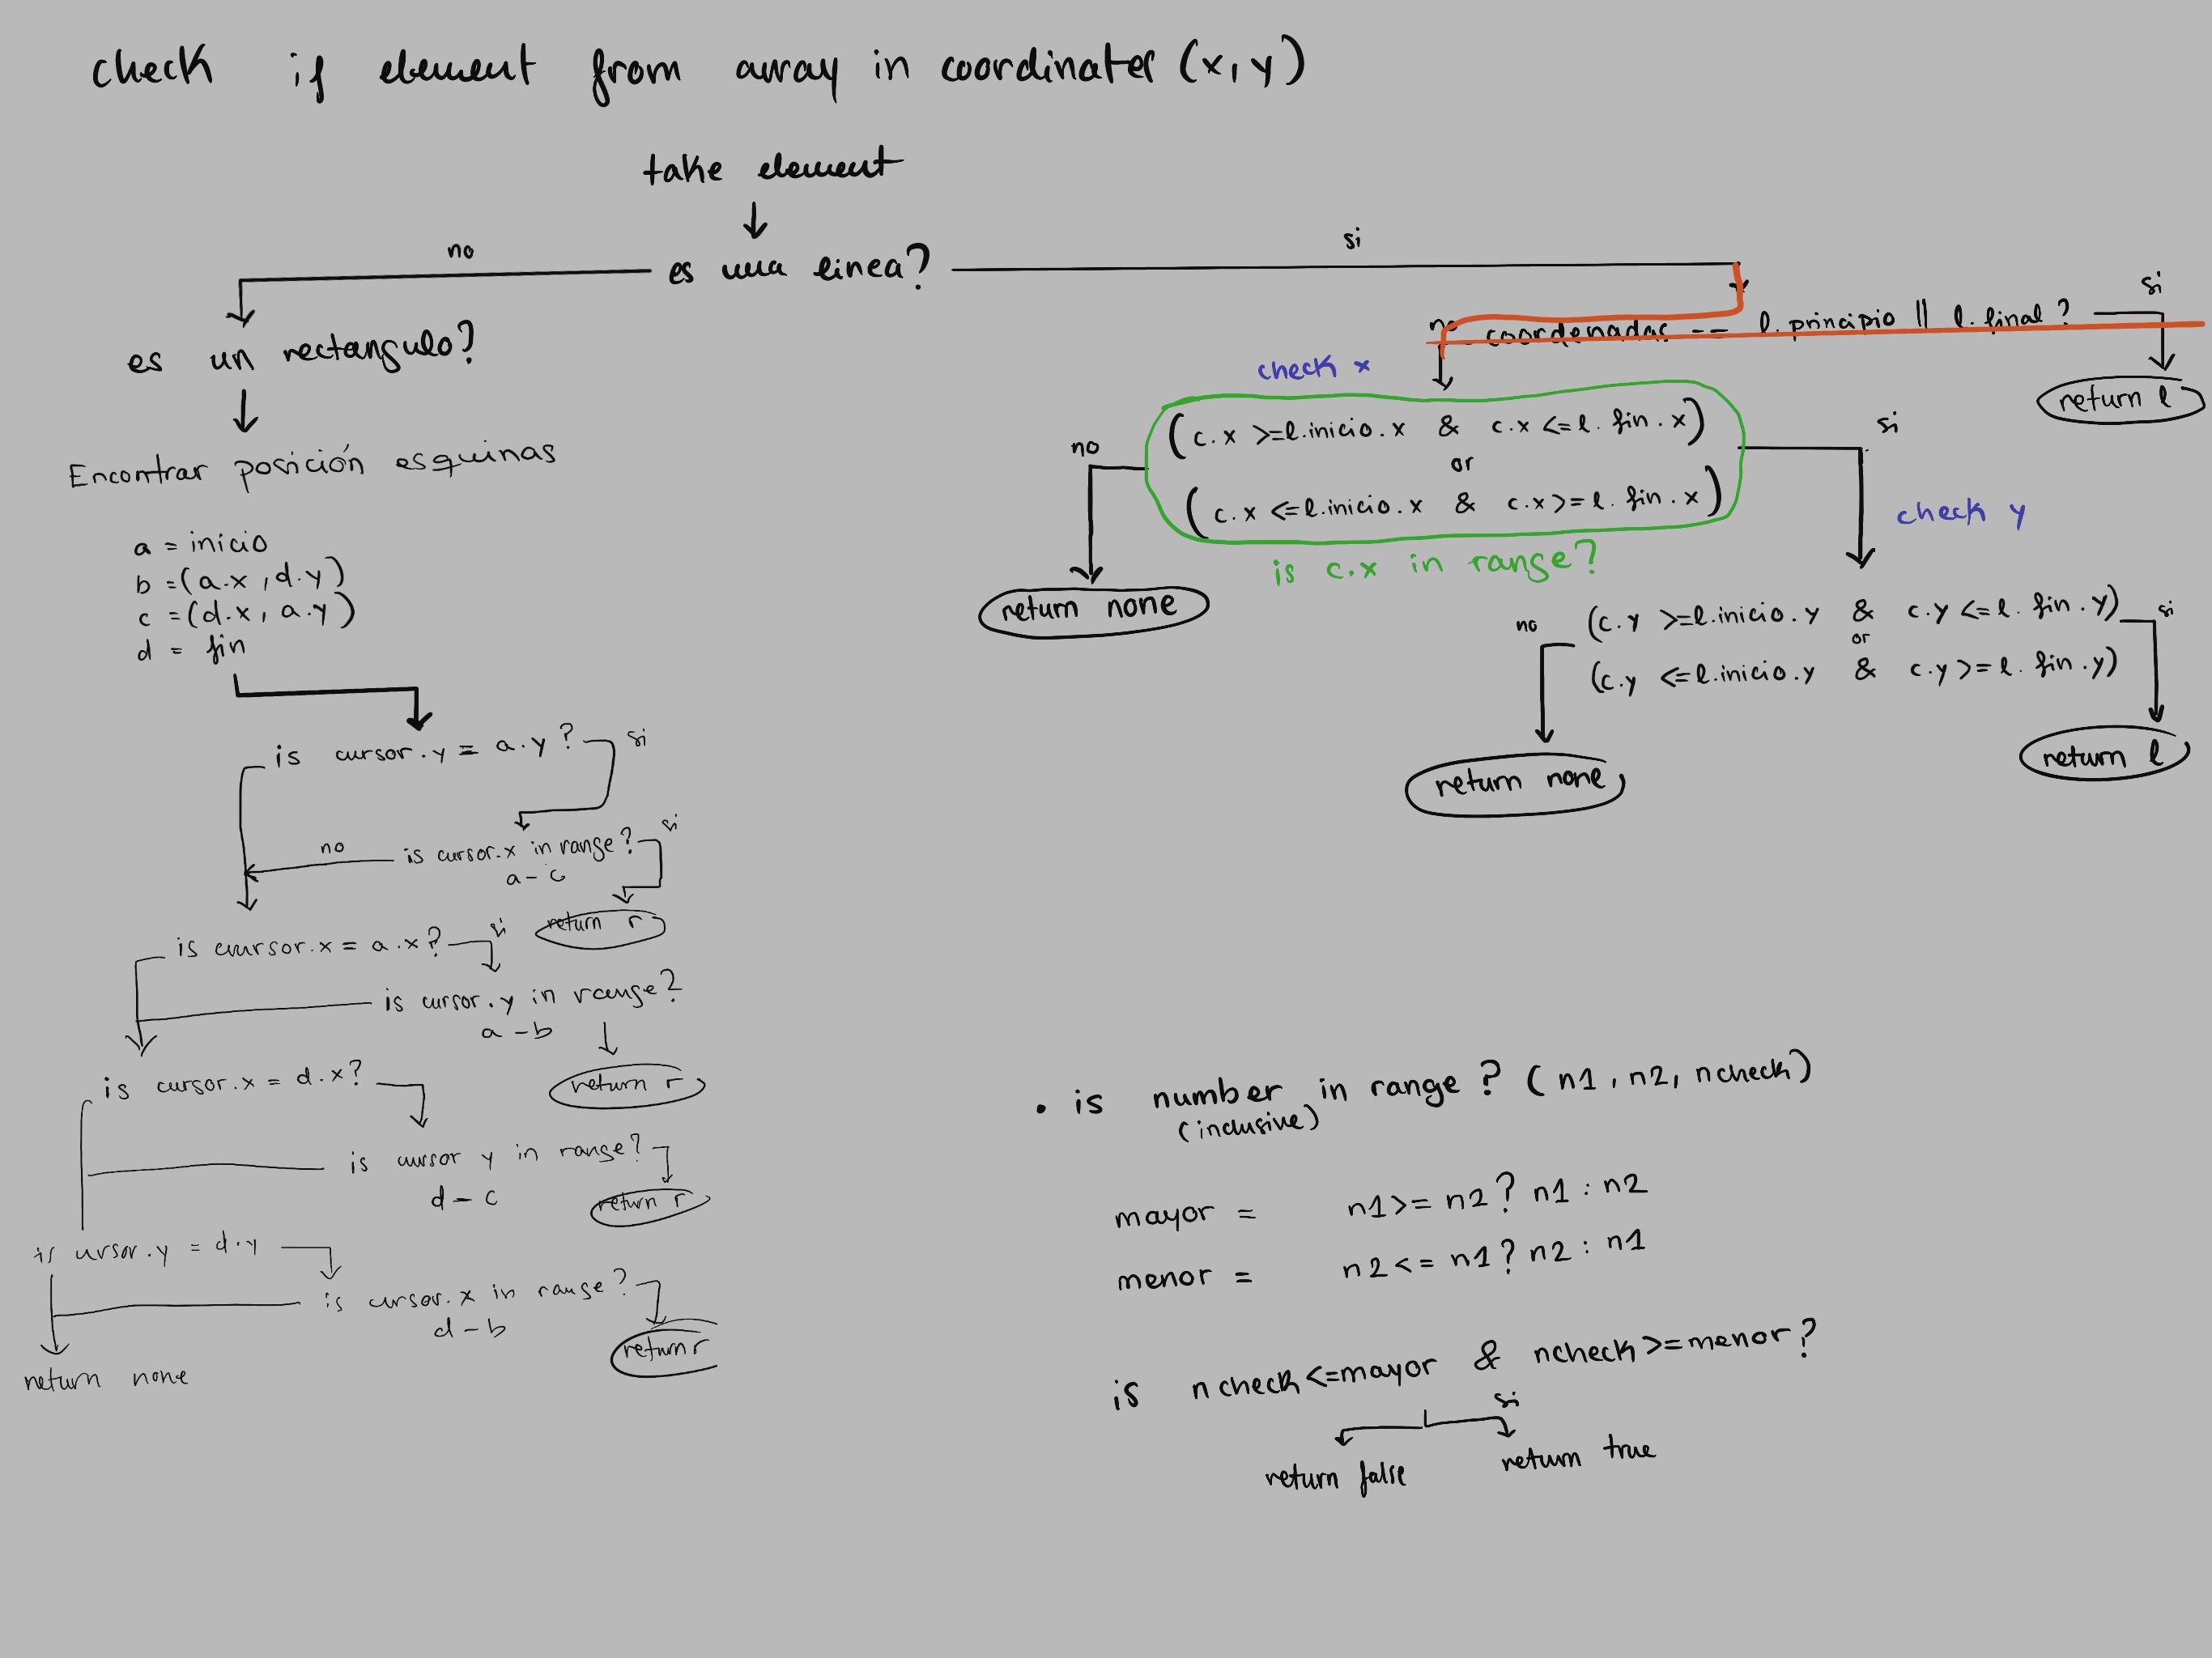 check if element from array in coordinates (x, y)
take element
es una linea?
no
si
es un rectangulo?
Encontrar posición esquinas
a = inicio
b = (a.x, d.y)
c = (d.x, a.y)
d = fin
is cursor.y = a.y?
si
is cursor.x in range?
a - c
no
si
return r
is cuursor.x = a.x?
si
is cursor.y in range?
a - b
return r
is cursor.x = d.x?
is cursor y in range?
d - c
return r
is ursor.y = d.y
is cursor.x in range?
d - b
return r
return none
no coordenadas == l.principio || l.final?
si
return l
check x
(c.x >= l.inicio.x & c.x <= l. fin.x)
or
(c.x <= l.inicio.x & c.x >= l. fin.x)
is c.x in range?
no
return none
si
check y
(c.y >= l.inicio.y & c.y <= l. fin.y)
or
(c.y <= l.inicio.y & c.y >= l. fin.y)
no
return none
si
return l
• is number in range? (n1, n2, ncheck)
(inclusive)
mayor = n1 >= n2 ? n1 : n2
menor = n2 <= n1 ? n2 : n1
is ncheck <= mayor & ncheck >= menor?
si
return false
return true